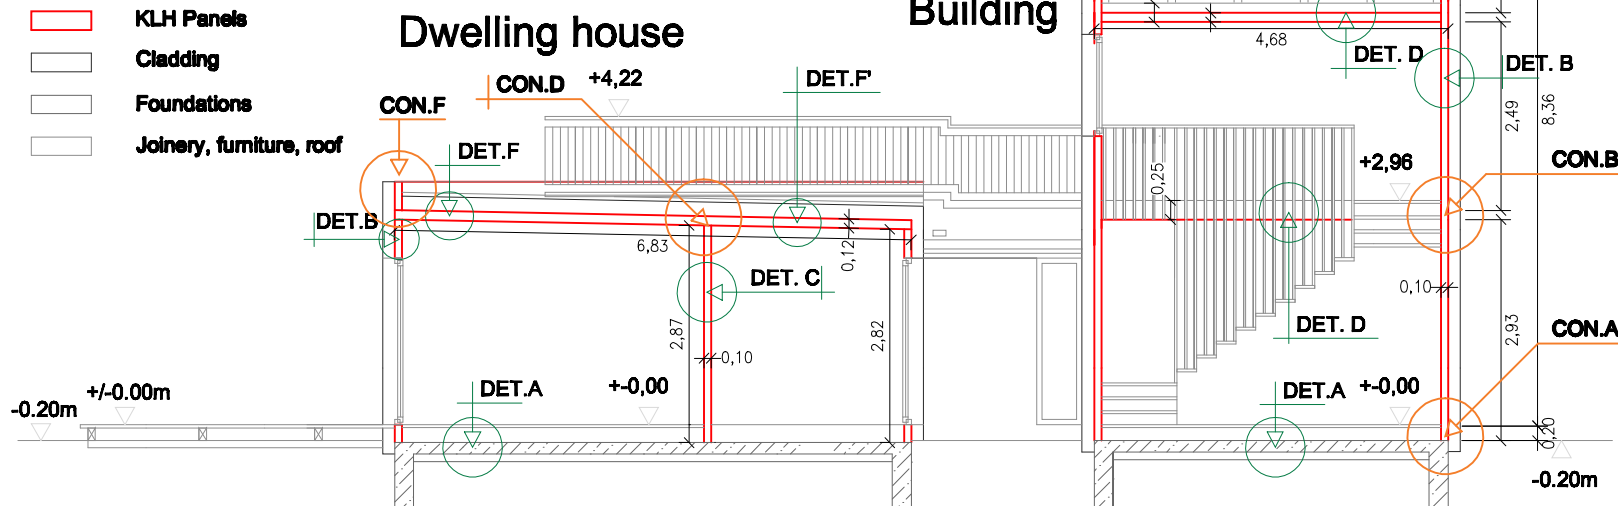 KLH Panels
Cladding
Foundations
Joinery, furniture, roof
Dwelling house
Building
CON.F
CON.D
+4,22
DET.F'
DET.F
DET.B
6,83
0,12
DET. C
2,87
0,10
2,82
DET.A
+-0,00
+/-0.00m
-0.20m
4,68
DET. D
DET. B
2,49
8,36
+2,96
CON.B
0,25
0,10
DET. D
2,93
CON.A
DET.A
+-0,00
0,20
-0.20m